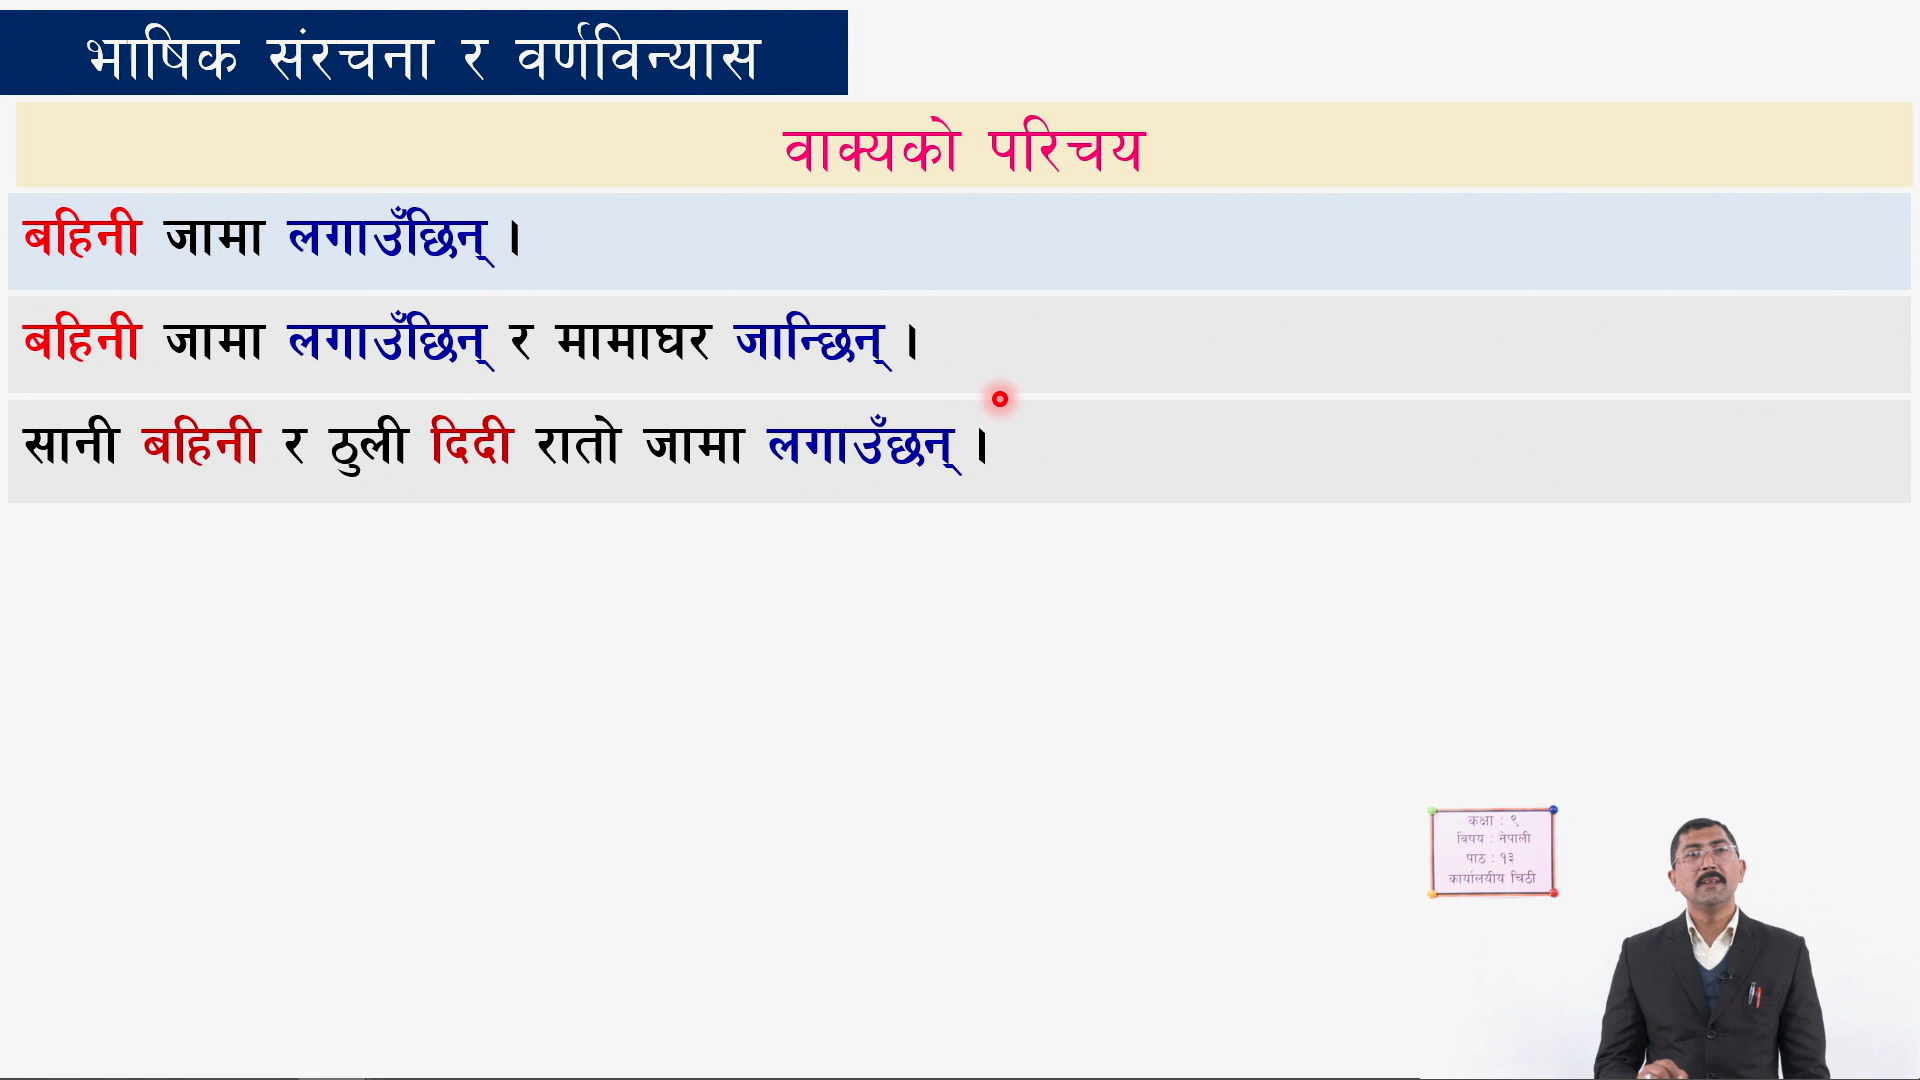 भाषिक संरचना र वर्णविन्यास
वाक्यको परिचय
बहिनी जामा लगाउँछिन् ।
बहिनी जामा लगाउँछिन् र मामाघर जान्छिन् ।
सानी बहिनी र ठुली दिदी रातो जामा लगाउँछन् ।
कक्षा : ९
विषय : नेपाली
पाठ : १३
कार्यालयीय चिठी